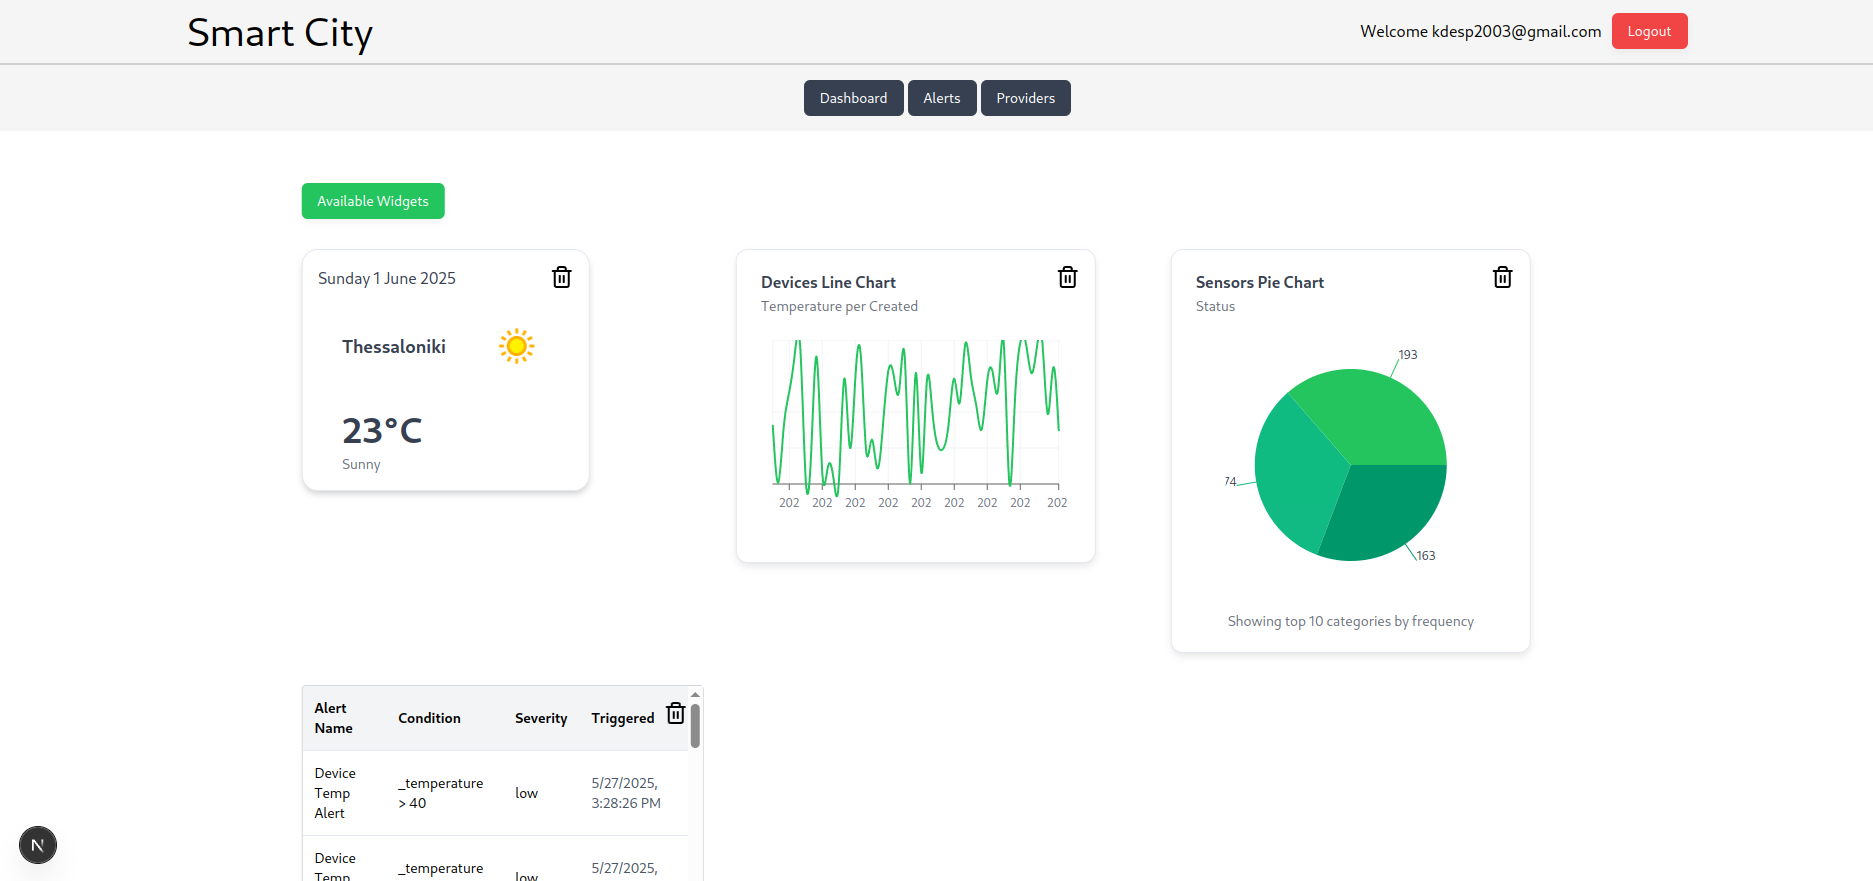 Smart City
Welcome kdesp2003@gmail.com
Logout
Dashboard
Alerts
Providers
Available Widgets
Sunday 1 June 2025
Thessaloniki
23°C
Sunny
Devices Line Chart
Temperature per Created
202 202 202 202 202 202 202 202 202
Sensors Pie Chart
Status
193
74
163
Showing top 10 categories by frequency
Alert Name
Condition
Severity
Triggered
Device
Temp
Alert
_temperature
> 40
low
5/27/2025,
3:28:26 PM
Device
Temp
_temperature
low
5/27/2025,
N